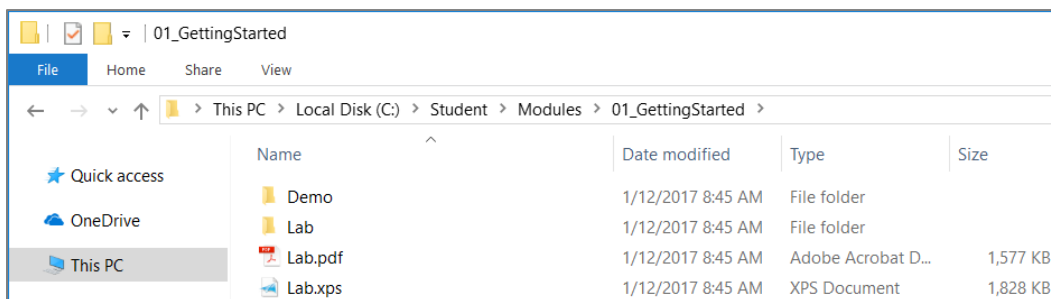 01_GettingStarted
File Home Share View
This PC > Local Disk (C:) > Student > Modules > 01_GettingStarted >
Name Date modified Type Size
Quick access
Demo 1/12/2017 8:45 AM File folder
OneDrive
Lab 1/12/2017 8:45 AM File folder
This PC
Lab.pdf 1/12/2017 8:45 AM Adobe Acrobat D... 1,577 KB
Lab.xps 1/12/2017 8:45 AM XPS Document 1,828 KB